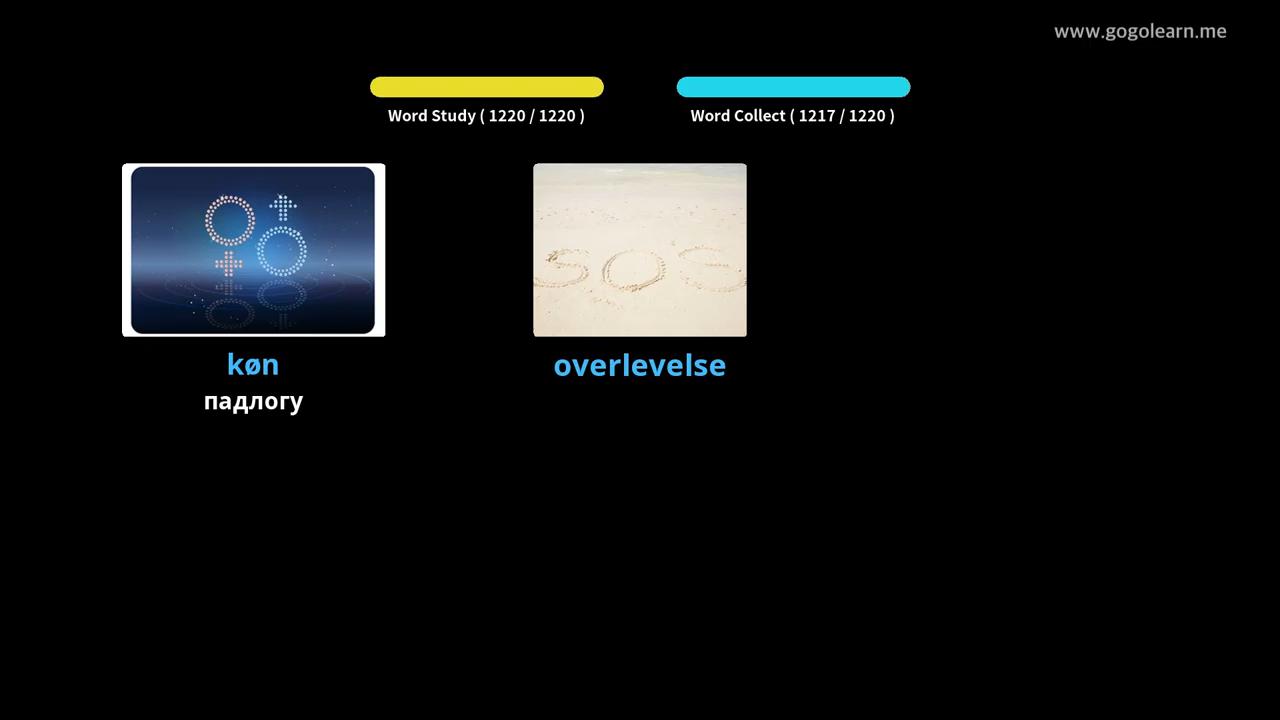 www.gogolearn.me
Word Study ( 1220 / 1220 )
Word Collect ( 1217 / 1220 )
SOS
køn
overlevelse
падлогу